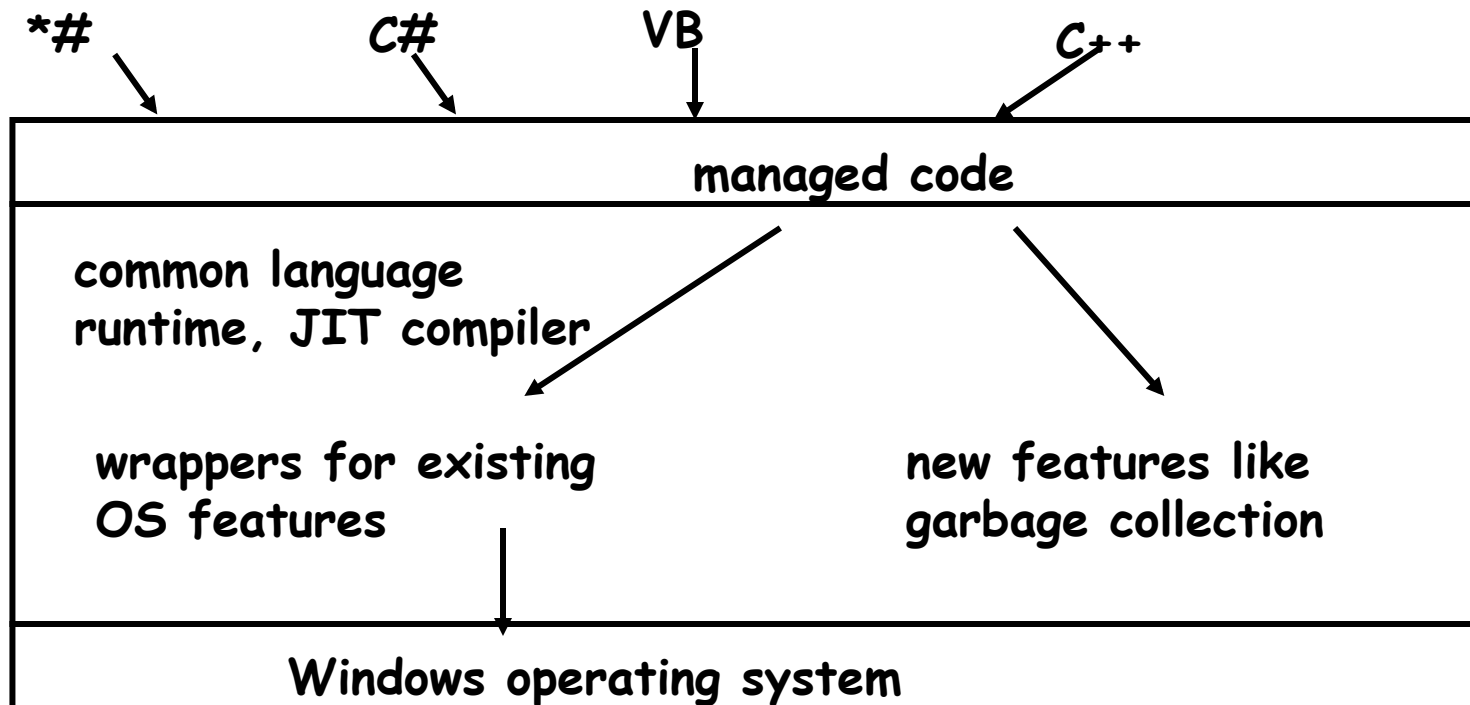 *#
C#
VB
C++
managed code
common language
runtime, JIT compiler
wrappers for existing
OS features
new features like
garbage collection
Windows operating system